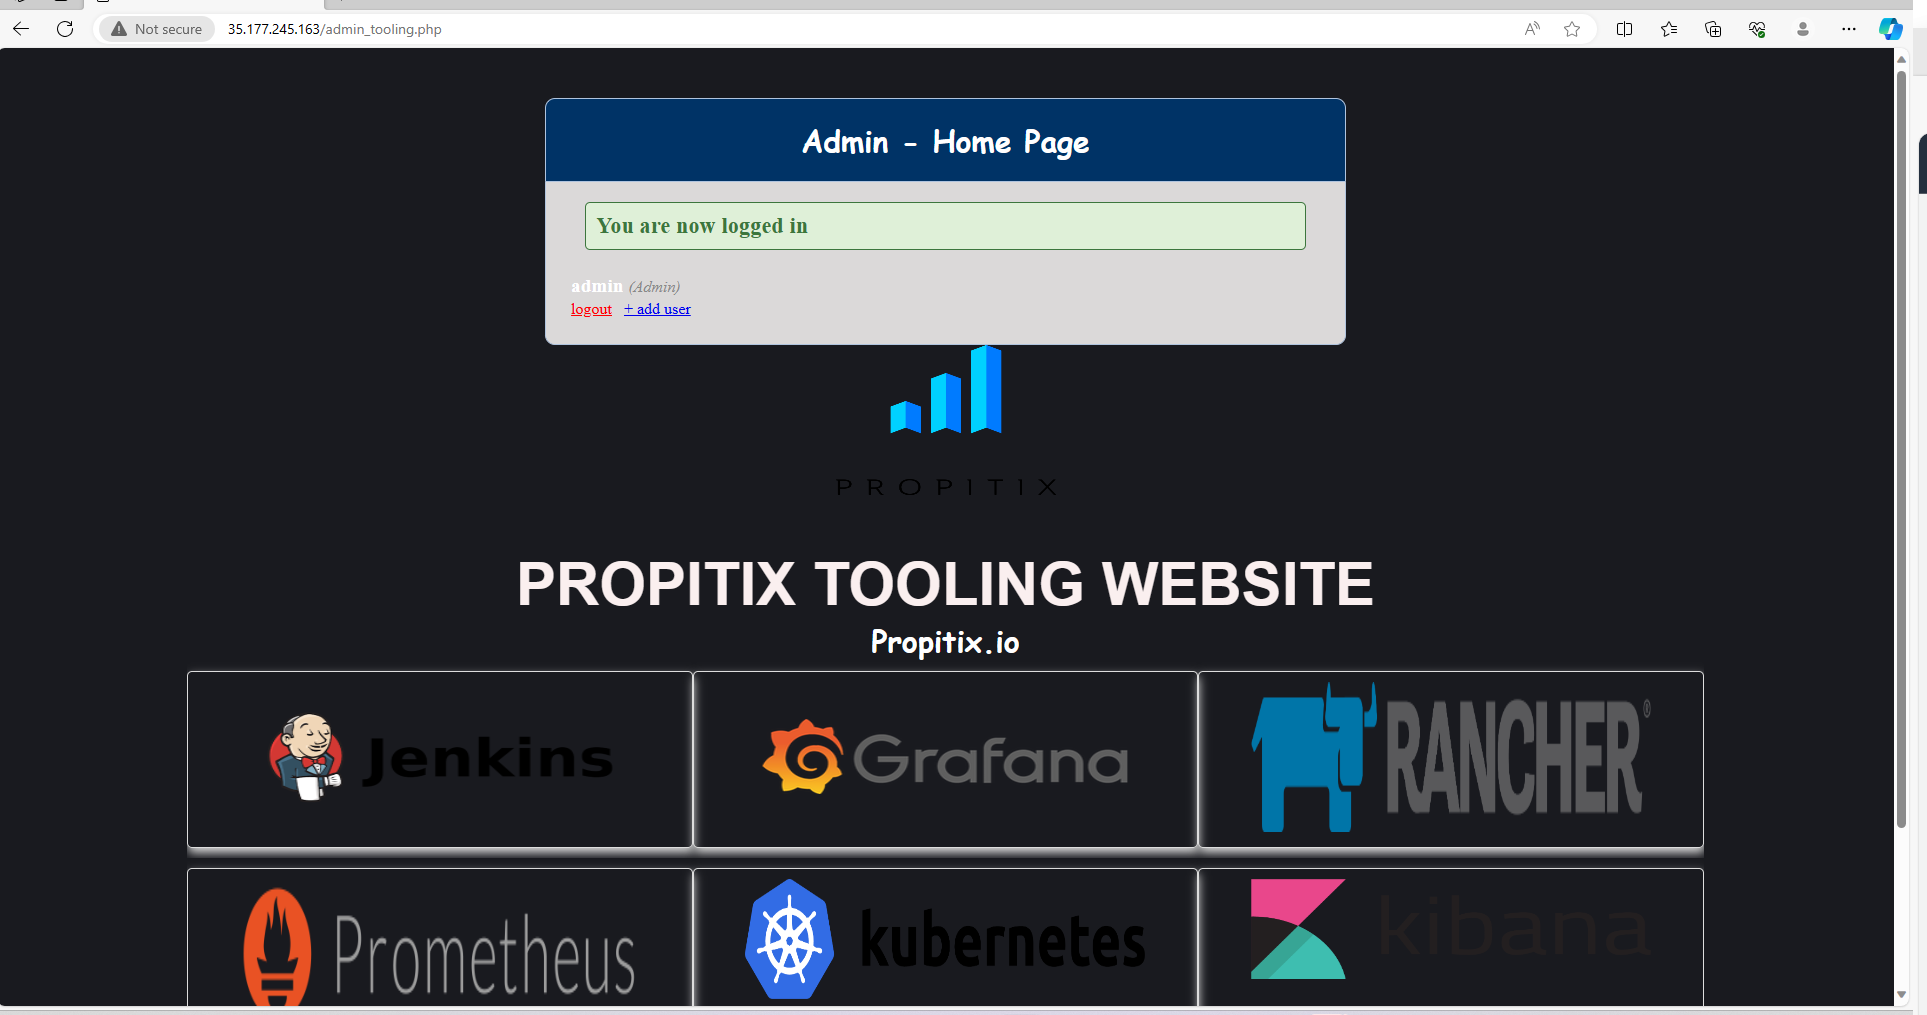 Not secure
35.177.245.163/admin_tooling.php
Admin - Home Page
You are now logged in
admin (Admin)
logout + add user
PROPITIX
PROPITIX TOOLING WEBSITE
Propitix.io
Jenkins
Grafana
RANCHER®
Prometheus
kubernetes
kibana